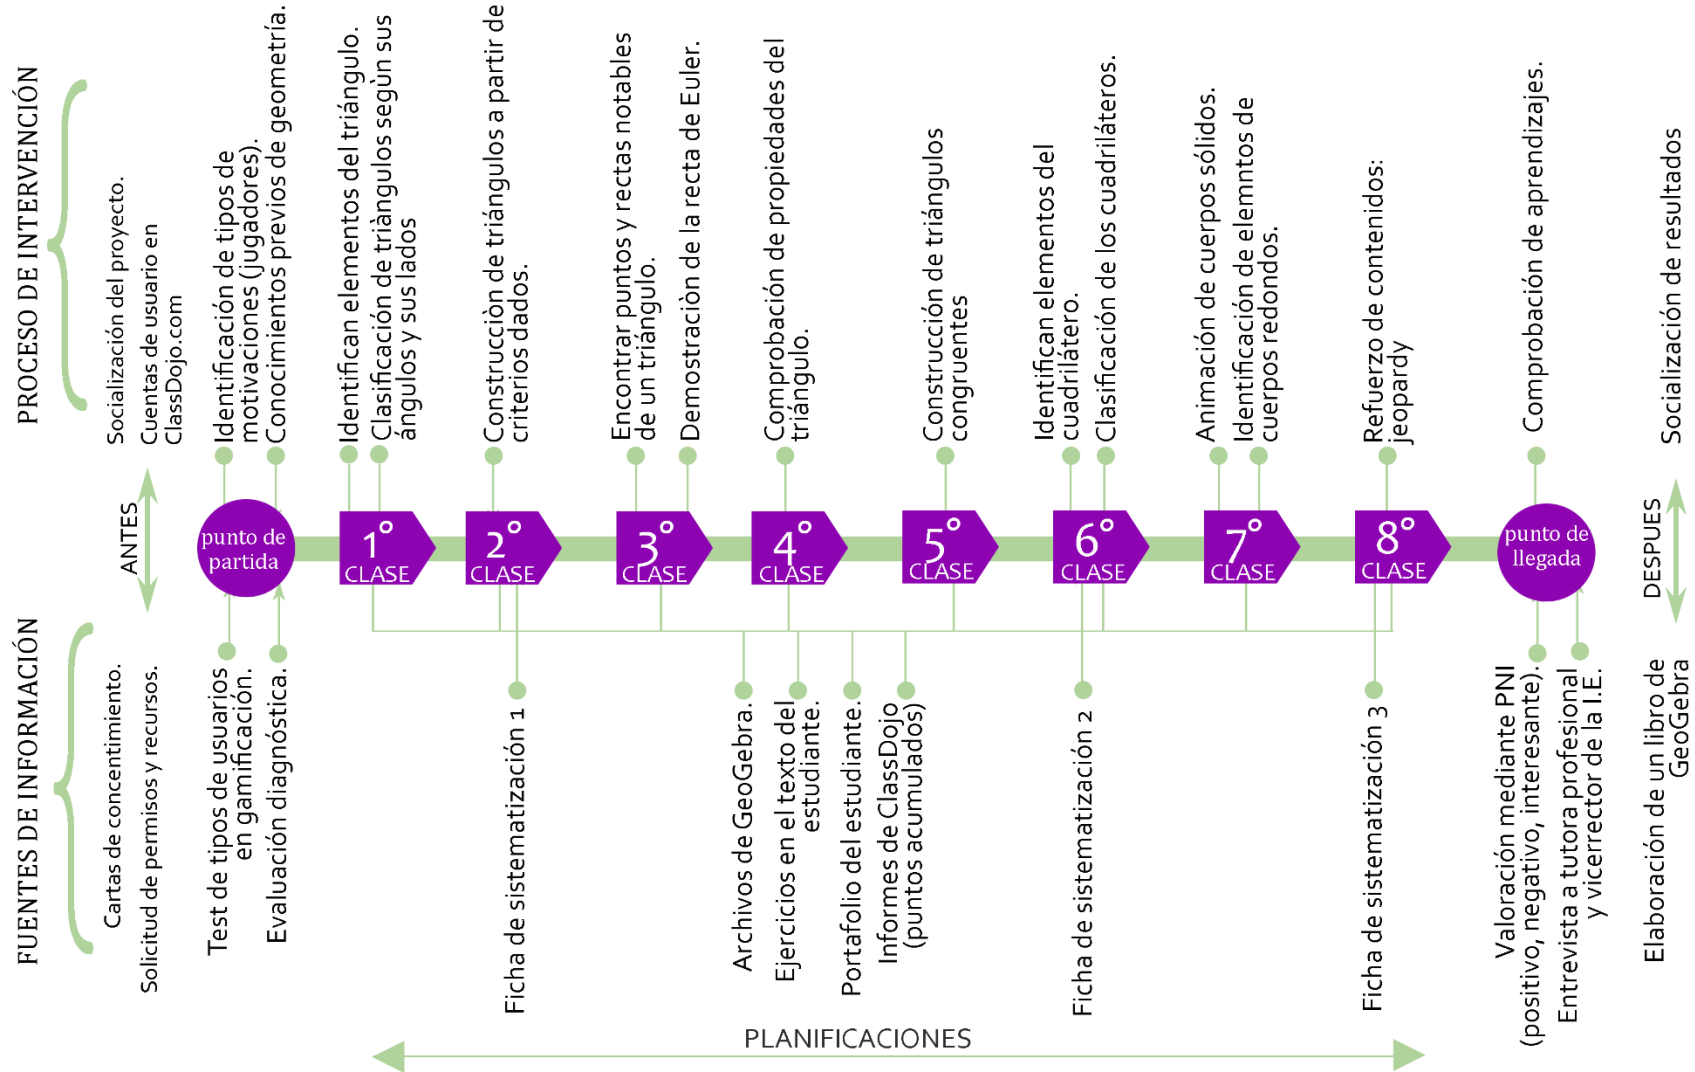 PROCESO DE INTERVENCIÓN
Socialización del proyecto.
Cuentas de usuario en
ClassDojo.com
Identificación de tipos de
motivaciones (jugadores).
Conocimientos previos de geometría.
Identifican elementos del triángulo.
Clasificación de triàngulos segùn sus
ángulos y sus lados
Construcciòn de triángulos a partir de
criterios dados.
Encontrar puntos y rectas notables
de un triángulo.
Demostraciòn de la recta de Euler.
Comprobación de propiedades del
triángulo.
Construcción de triángulos
congruentes
Identifican elementos del
cuadrilátero.
Clasificación de los cuadriláteros.
Animación de cuerpos sólidos.
Identificación de elemntos de
cuerpos redondos.
Refuerzo de contenidos:
jeopardy
Comprobación de aprendizajes.
Socialización de resultados
ANTES
punto de
partida
1°
CLASE
2°
CLASE
3°
CLASE
4°
CLASE
5°
CLASE
6°
CLASE
7°
CLASE
8°
CLASE
punto de
llegada
DESPUES
FUENTES DE INFORMACIÓN
Cartas de concentimiento.
Solicitud de permisos y recursos.
Test de tipos de usuarios
en gamificación.
Evaluación diagnóstica.
Ficha de sistematización 1
Archivos de GeoGebra.
Ejercicios en el texto del
estudiante.
Portafolio del estudiante.
Informes de ClassDojo
(puntos acumulados)
Ficha de sistematización 2
Ficha de sistematización 3
Valoración mediante PNI
(positivo, negativo, interesante).
Entrevista a tutora profesional
y vicerrector de la I.E.
Elaboración de un libro de
GeoGebra
PLANIFICACIONES